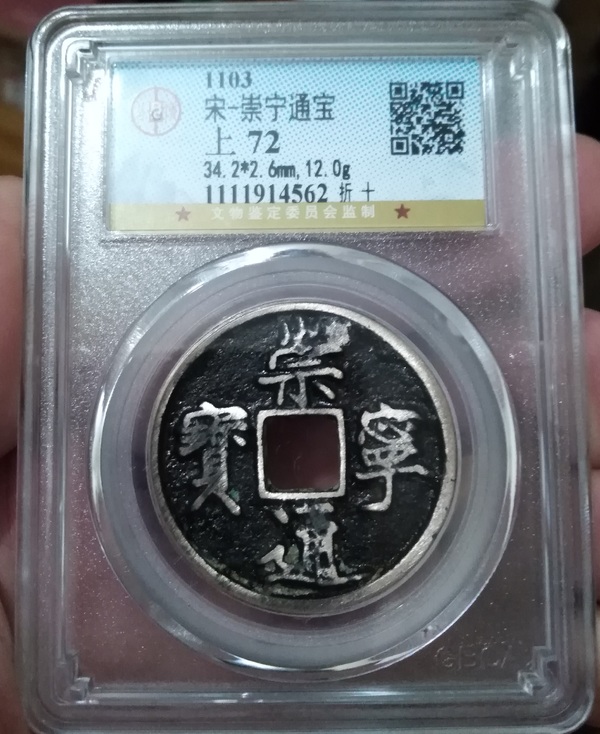 1103
宋-崇宁通宝
上 72
34.2*2.6mm,12.0g
1111914562 折十
★ 文物鉴定委员会监制 ★
崇
寶 寧
通